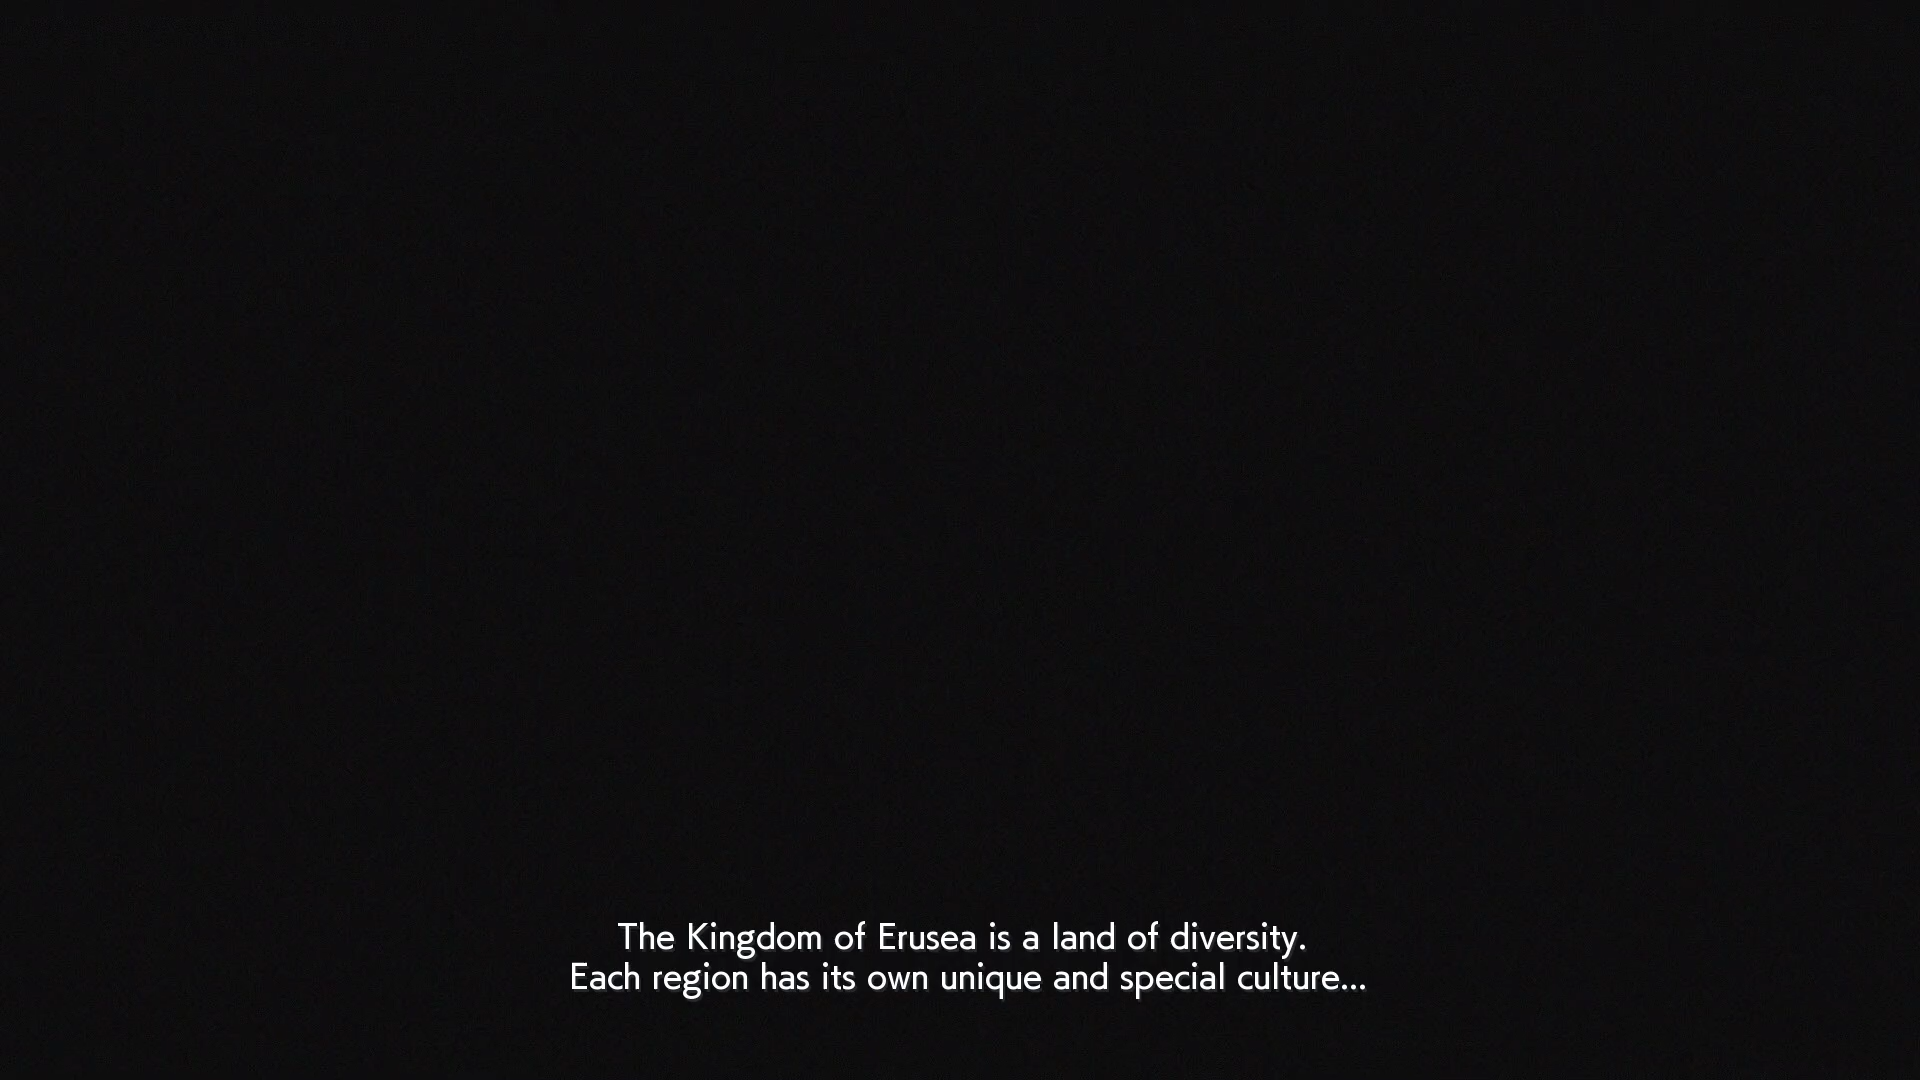 The Kingdom of Erusea is a land of diversity.
Each region has its own unique and special culture...